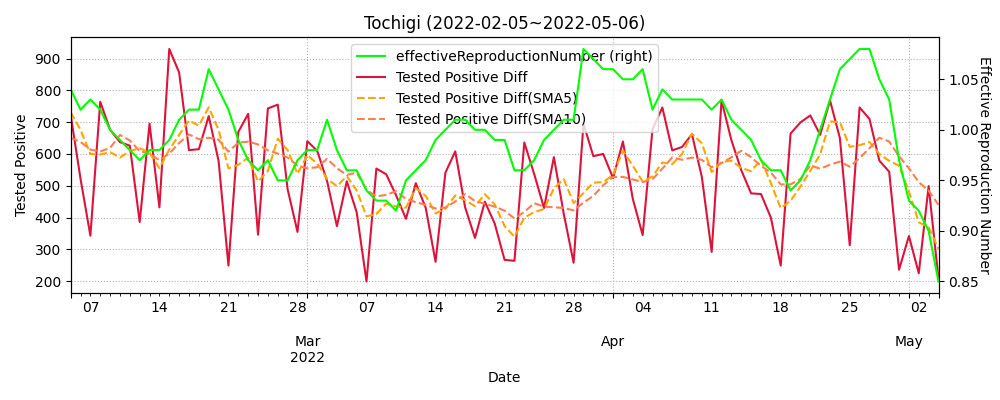 Tochigi (2022-02-05~2022-05-06)
effectiveReproductionNumber (right)
Tested Positive Diff
Tested Positive Diff(SMA5)
Tested Positive Diff(SMA10)
Tested Positive
900
800
700
600
500
400
300
200
1.05
1.00
0.95
0.90
0.85
Effective Reproduction Number
07 14 21 28 07 14 21 28 04 11 18 25 02
Mar Apr May
2022
Date